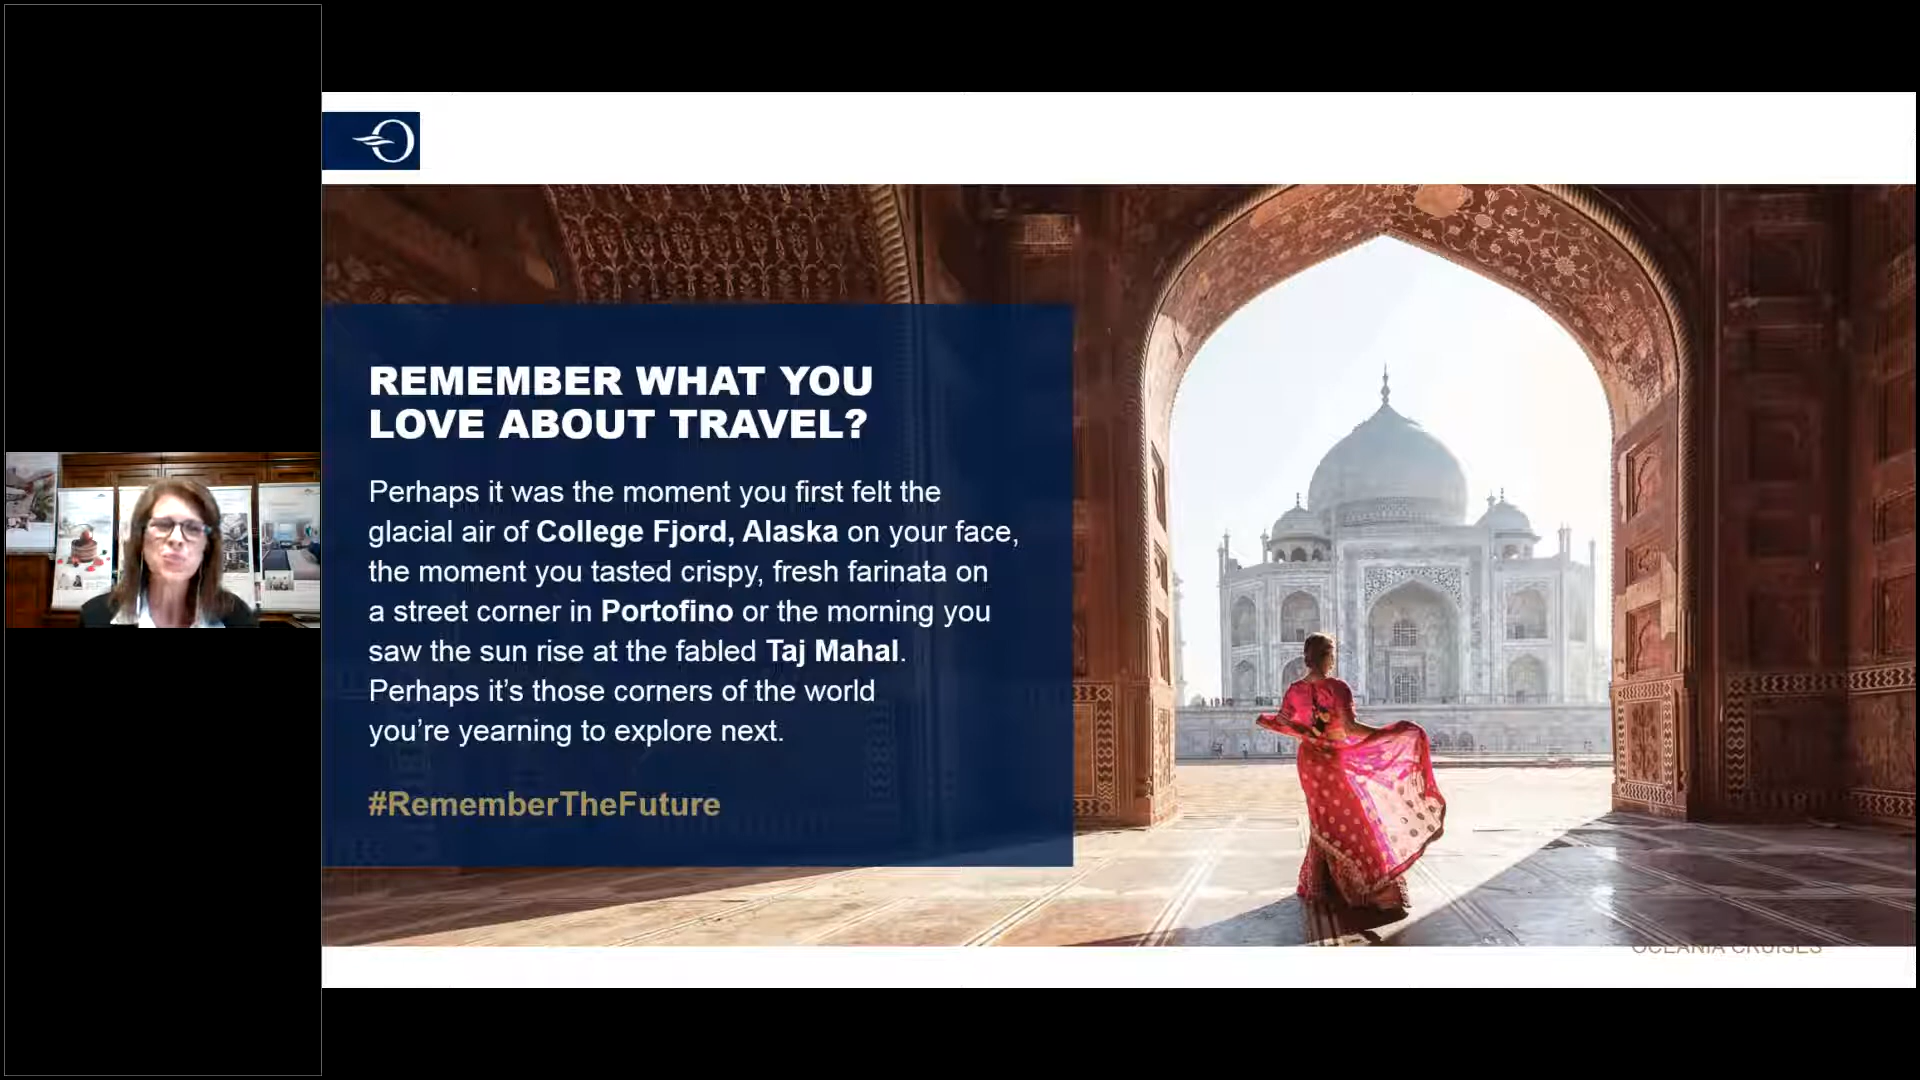 REMEMBER WHAT YOU
LOVE ABOUT TRAVEL?
Perhaps it was the moment you first felt the
glacial air of College Fjord, Alaska on your face,
the moment you tasted crispy, fresh farinata on
a street corner in Portofino or the morning you
saw the sun rise at the fabled Taj Mahal.
Perhaps it’s those corners of the world
you’re yearning to explore next.
#RememberTheFuture
OCEANIA CRUISES